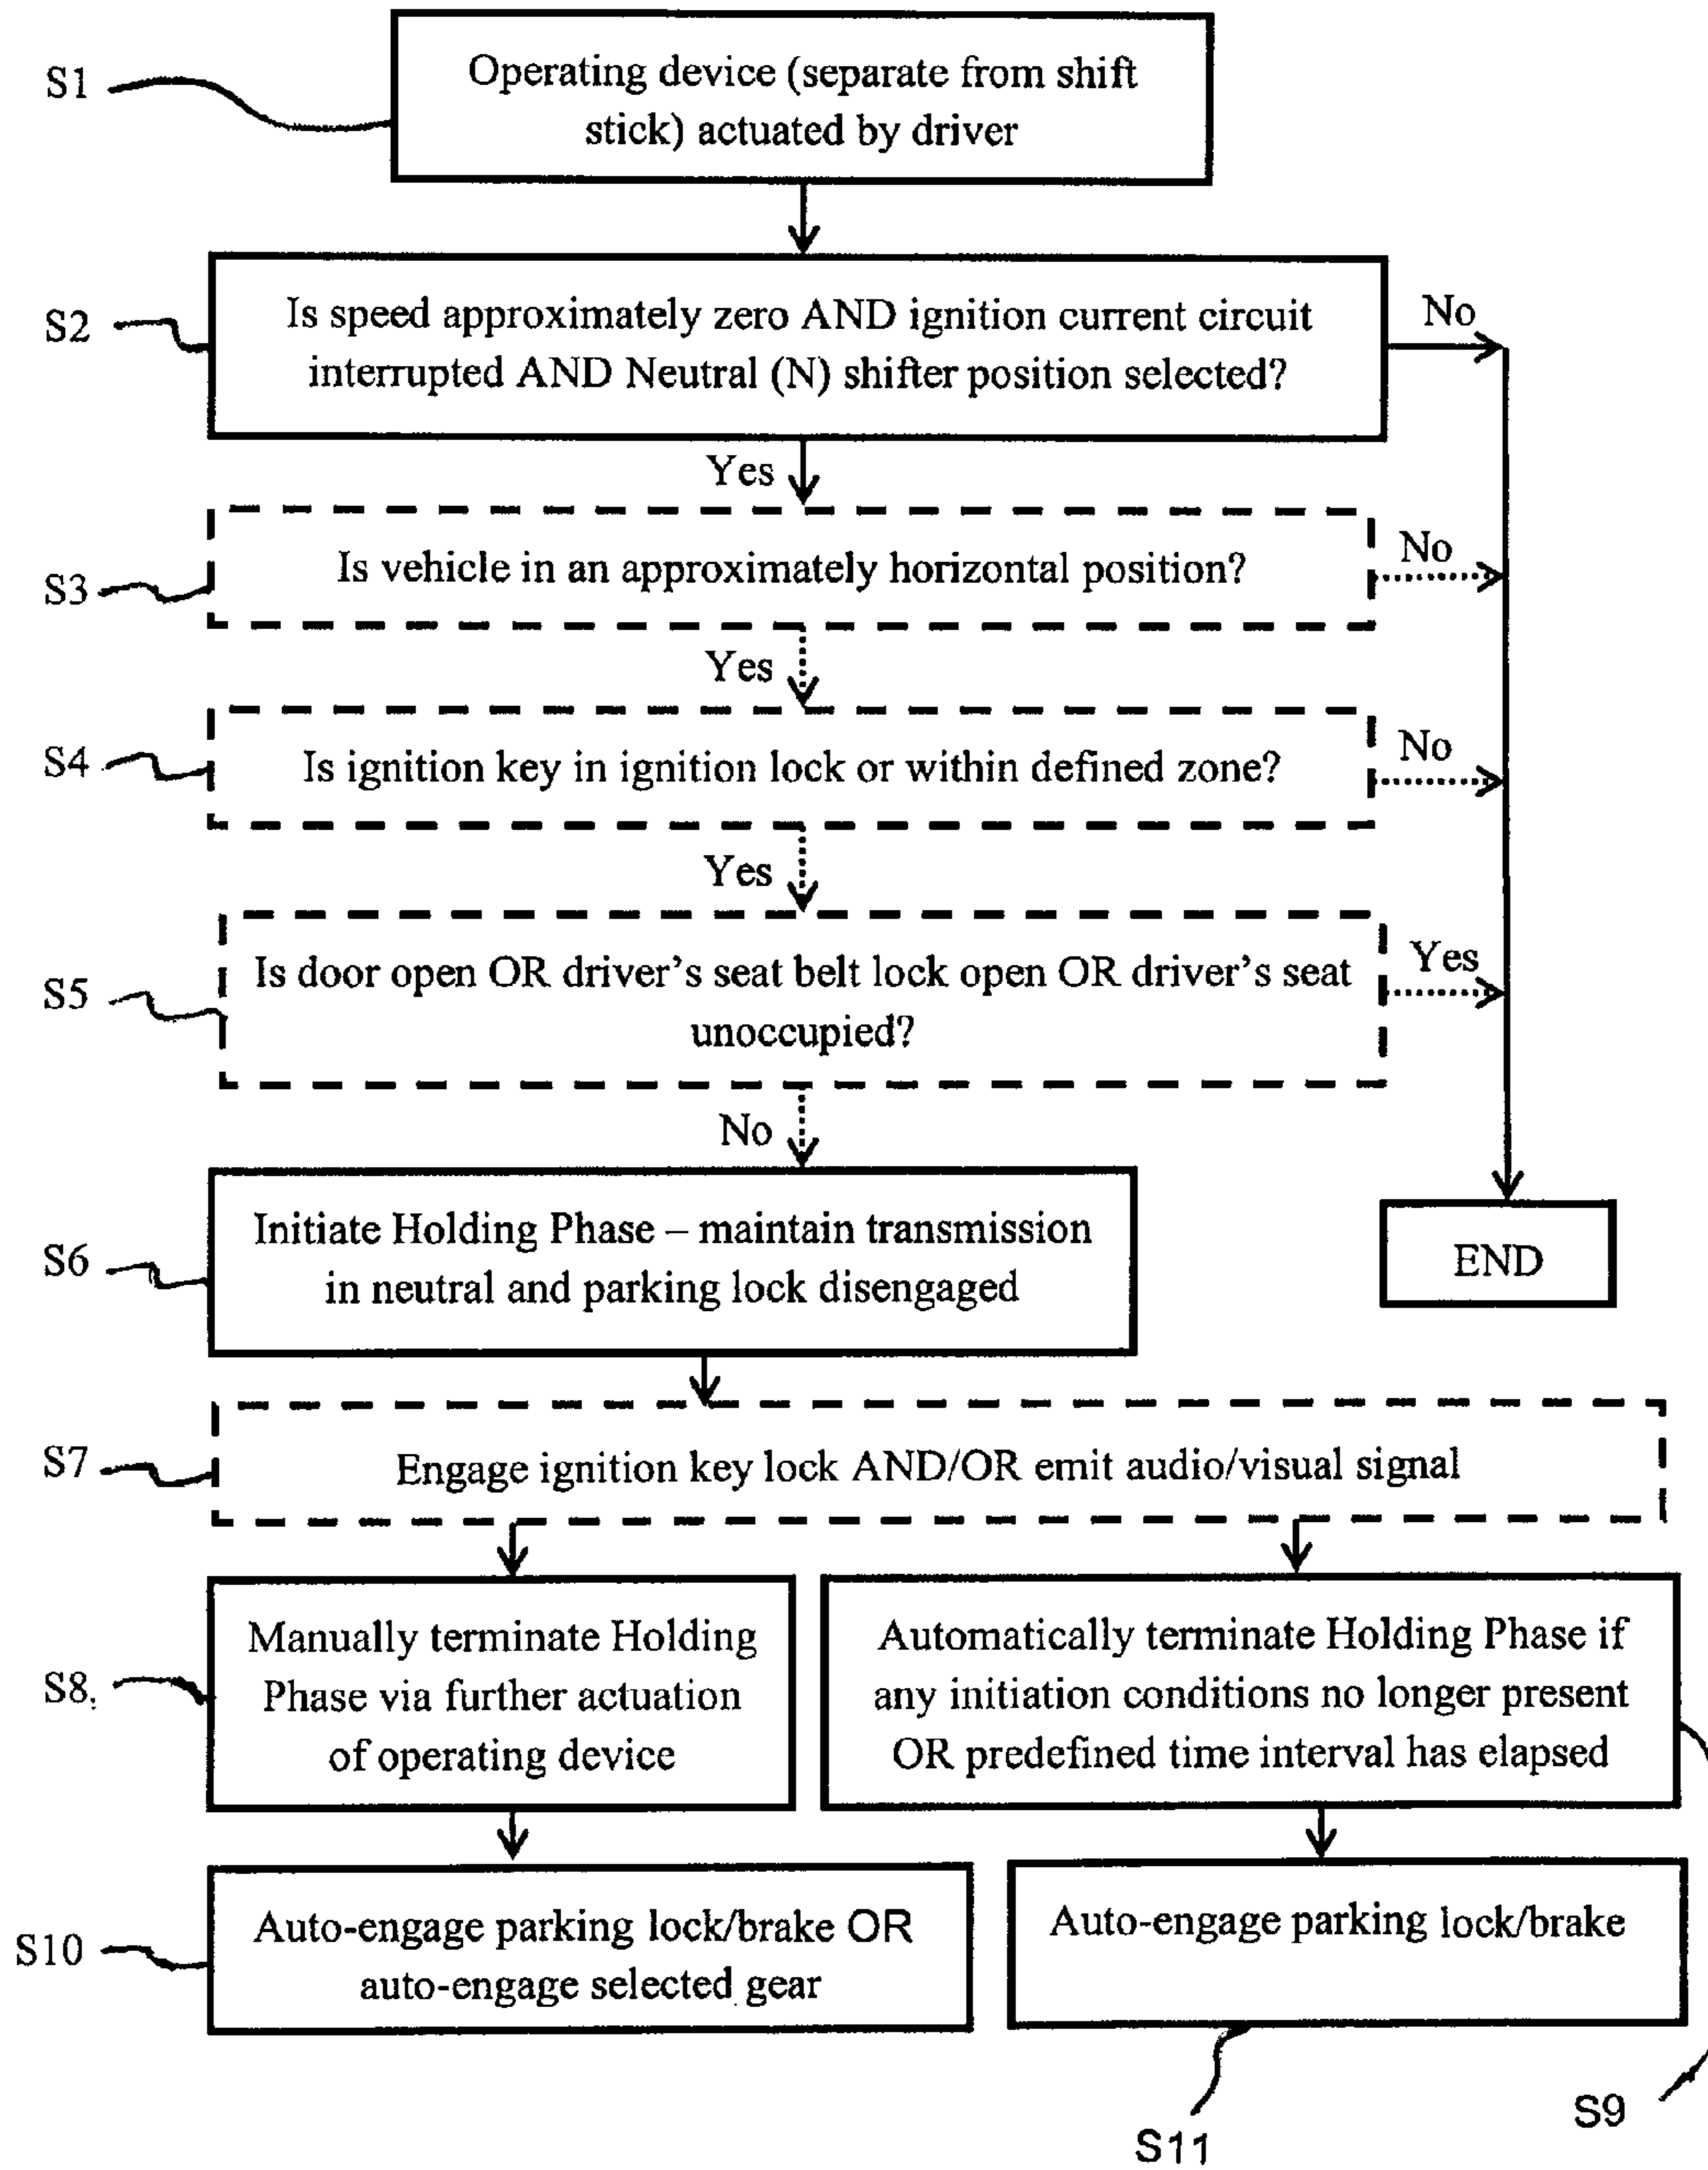 S1
Operating device (separate from shift
stick) actuated by driver
S2
Is speed approximately zero AND ignition current circuit
interrupted AND Neutral (N) shifter position selected?
No
Yes
S3
Is vehicle in an approximately horizontal position?
No
Yes
S4
Is ignition key in ignition lock or within defined zone?
No
Yes
S5
Is door open OR driver's seat belt lock open OR driver's seat
unoccupied?
Yes
No
S6
Initiate Holding Phase – maintain transmission
in neutral and parking lock disengaged
END
S7
Engage ignition key lock AND/OR emit audio/visual signal
S8
Manually terminate Holding
Phase via further actuation
of operating device
Automatically terminate Holding Phase if
any initiation conditions no longer present
OR predefined time interval has elapsed
S10
Auto-engage parking lock/brake OR
auto-engage selected gear
Auto-engage parking lock/brake
S9
S11